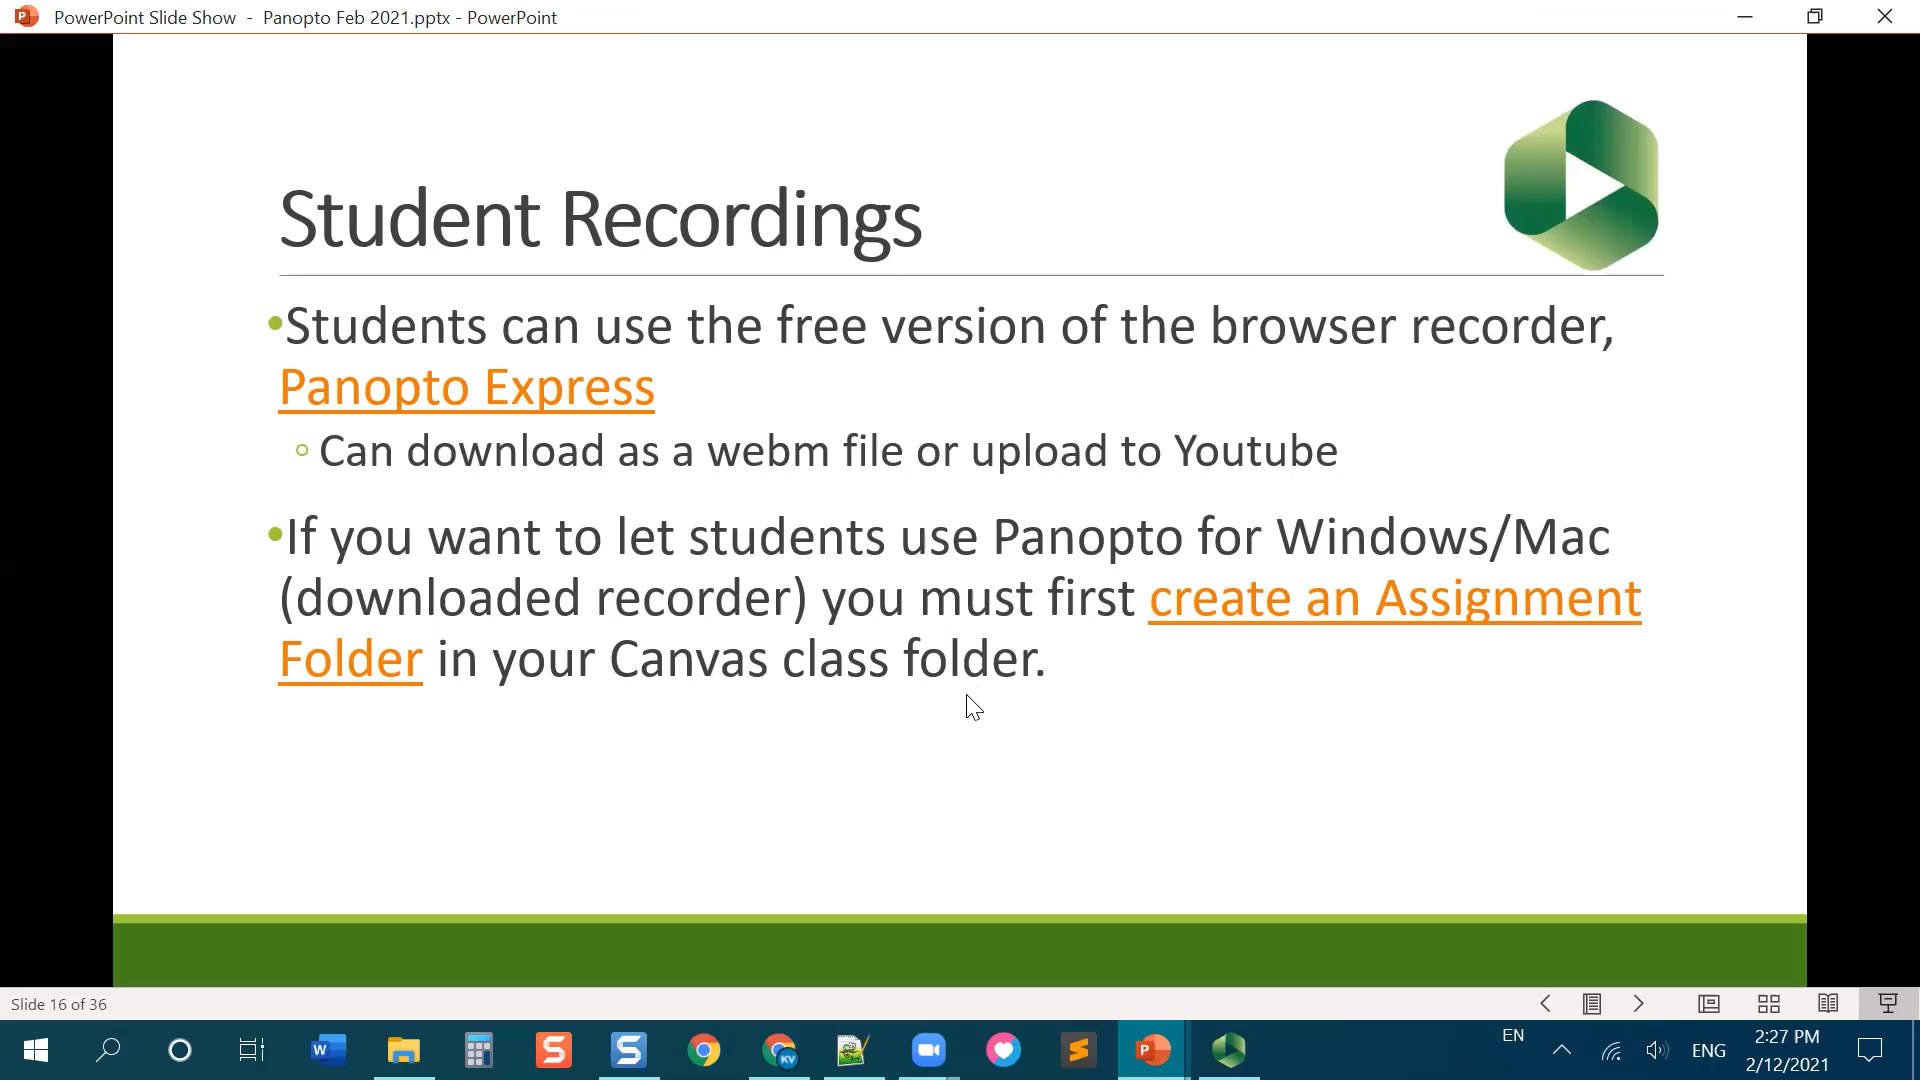 PowerPoint Slide Show - Panopto Feb 2021.pptx - PowerPoint
Student Recordings
•Students can use the free version of the browser recorder,
Panopto Express
◦ Can download as a webm file or upload to Youtube
•If you want to let students use Panopto for Windows/Mac
(downloaded recorder) you must first create an Assignment
Folder in your Canvas class folder.
Slide 16 of 36
EN
ENG
2:27 PM
2/12/2021
KV